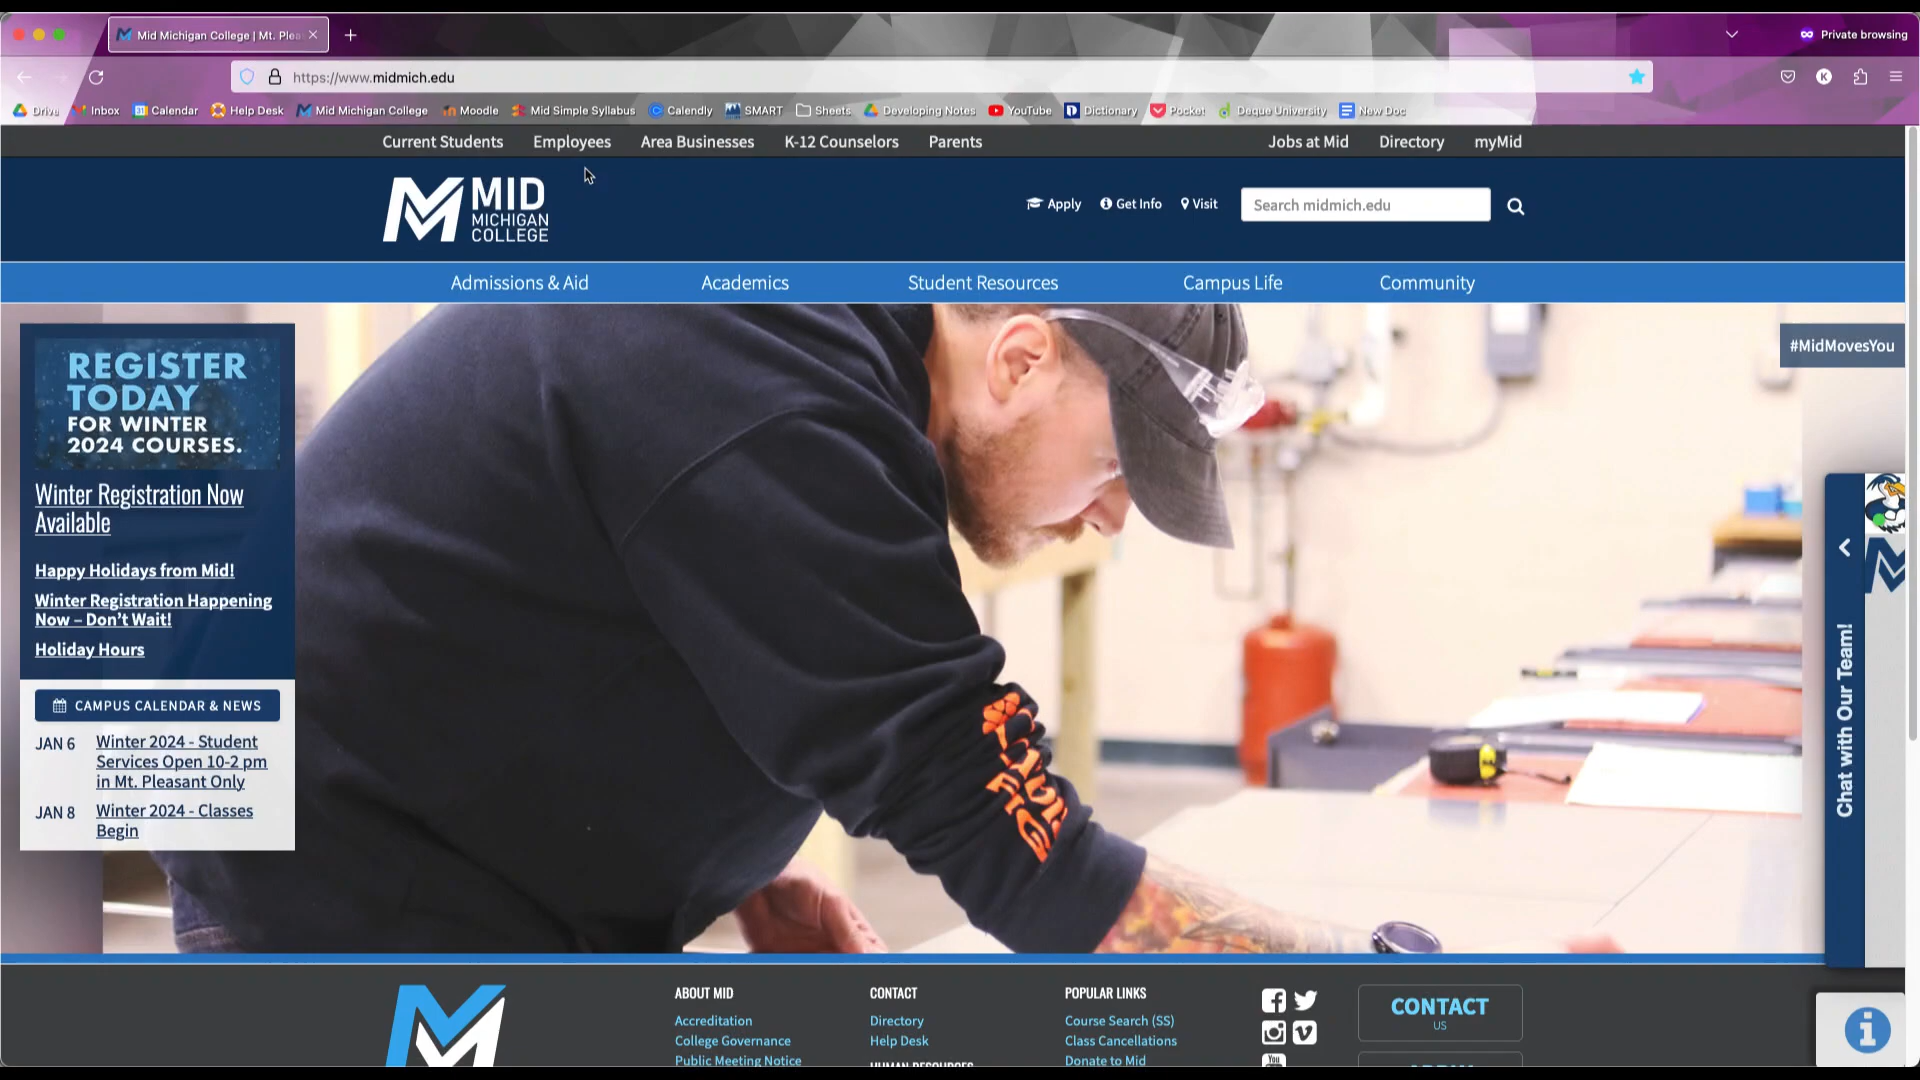 Mid Michigan College | Mt. Plea
Private browsing
https://www.midmich.edu
Drive Inbox Calendar Help Desk Mid Michigan College Moodle Mid Simple Syllabus Calendly SMART Sheets Developing Notes YouTube Dictionary Pocket Deque University New Doc
Current Students Employees Area Businesses K-12 Counselors Parents Jobs at Mid Directory myMid
MID
MICHIGAN
COLLEGE
Apply Get Info Visit Search midmich.edu
Admissions & Aid Academics Student Resources Campus Life Community
#MidMovesYou
REGISTER
TODAY
FOR WINTER
2024 COURSES.
Winter Registration Now
Available
Happy Holidays from Mid!
Winter Registration Happening
Now – Don't Wait!
Holiday Hours
CAMPUS CALENDAR & NEWS
JAN 6 Winter 2024 - Student
Services Open 10-2 pm
in Mt. Pleasant Only
JAN 8 Winter 2024 - Classes
Begin
Chat with Our Team!
ABOUT MID
Accreditation
College Governance
Public Meeting Notice
CONTACT
Directory
Help Desk
HUMAN RESOURCES
POPULAR LINKS
Course Search (SS)
Class Cancellations
Donate to Mid
You
CONTACT
US